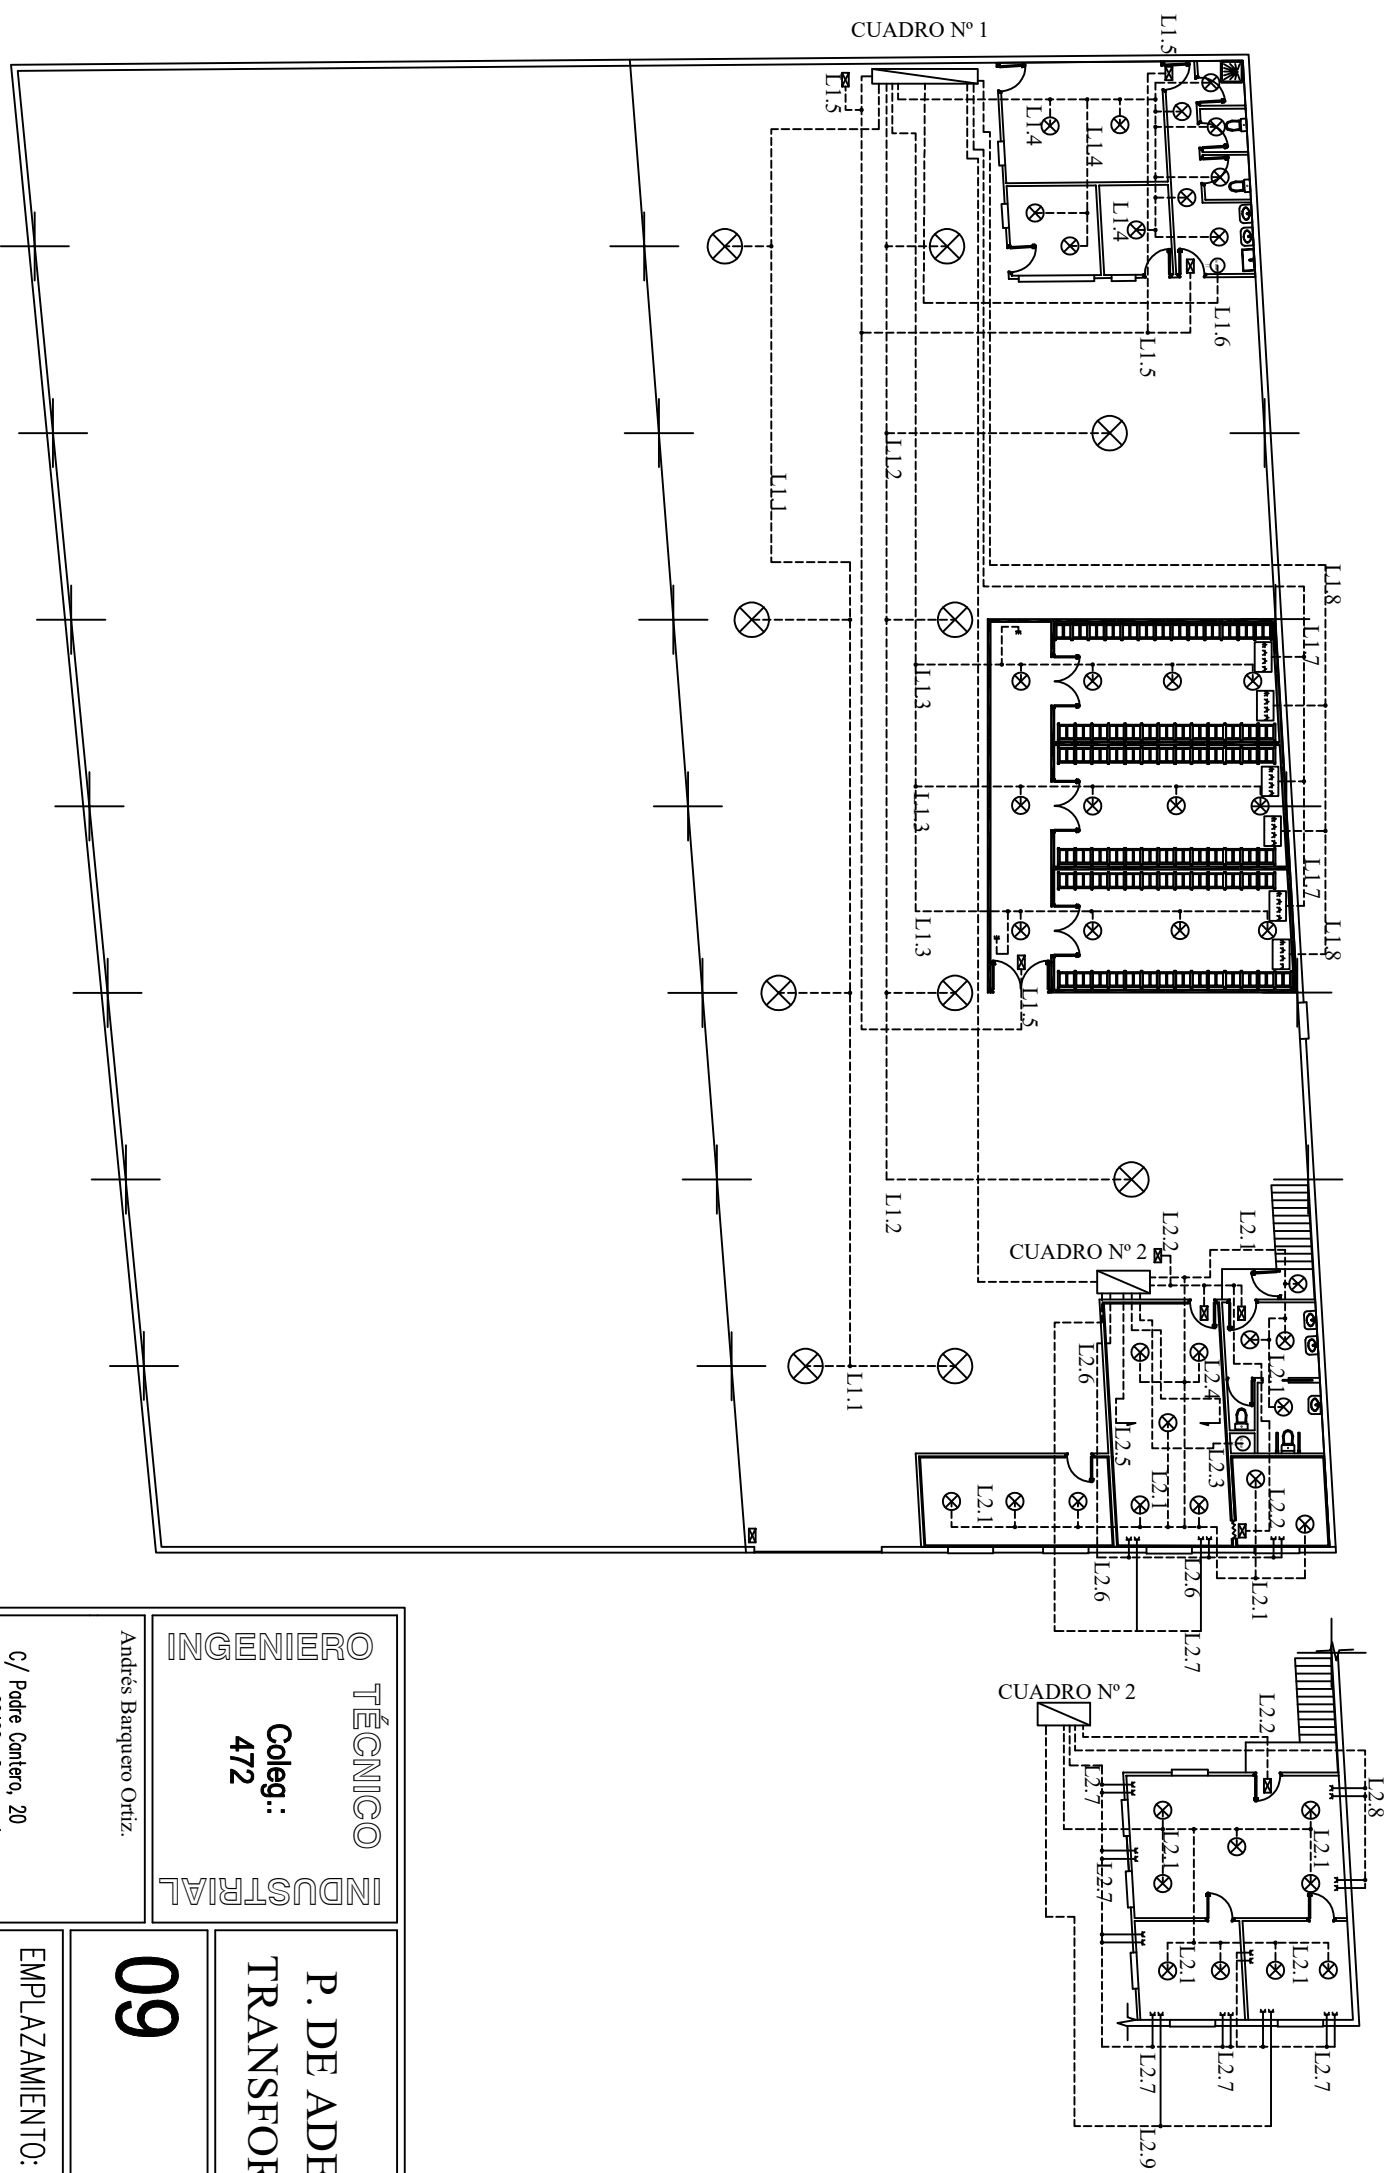 CUADRO Nº 1
L1.5
L1.5
L1.4
L1.4
L1.4
L1.6
L1.5
L1.2
L1.1
L1.8
L1.7
L1.3
L1.3
L1.7
L1.3
L1.8
L1.5
L1.2
L2.2
L2.1
CUADRO Nº 2
L1.1
L2.6
L2.4
L2.1
L2.5
L2.3
L2.1
L2.1
L2.2
L2.6
L2.6
L2.1
L2.7
CUADRO Nº 2
L2.2
L2.8
L2.7
L2.1
L2.1
L2.7
L2.1
L2.1
L2.7
L2.7
L2.7
L2.9
INGENIERO
TÉCNICO
INDUSTRIAL
Coleg.:
472
Andrés Barquero Ortiz.
C/ Padre Cantero, 20
P. DE ADE
TRANSFOR
09
EMPLAZAMIENTO: